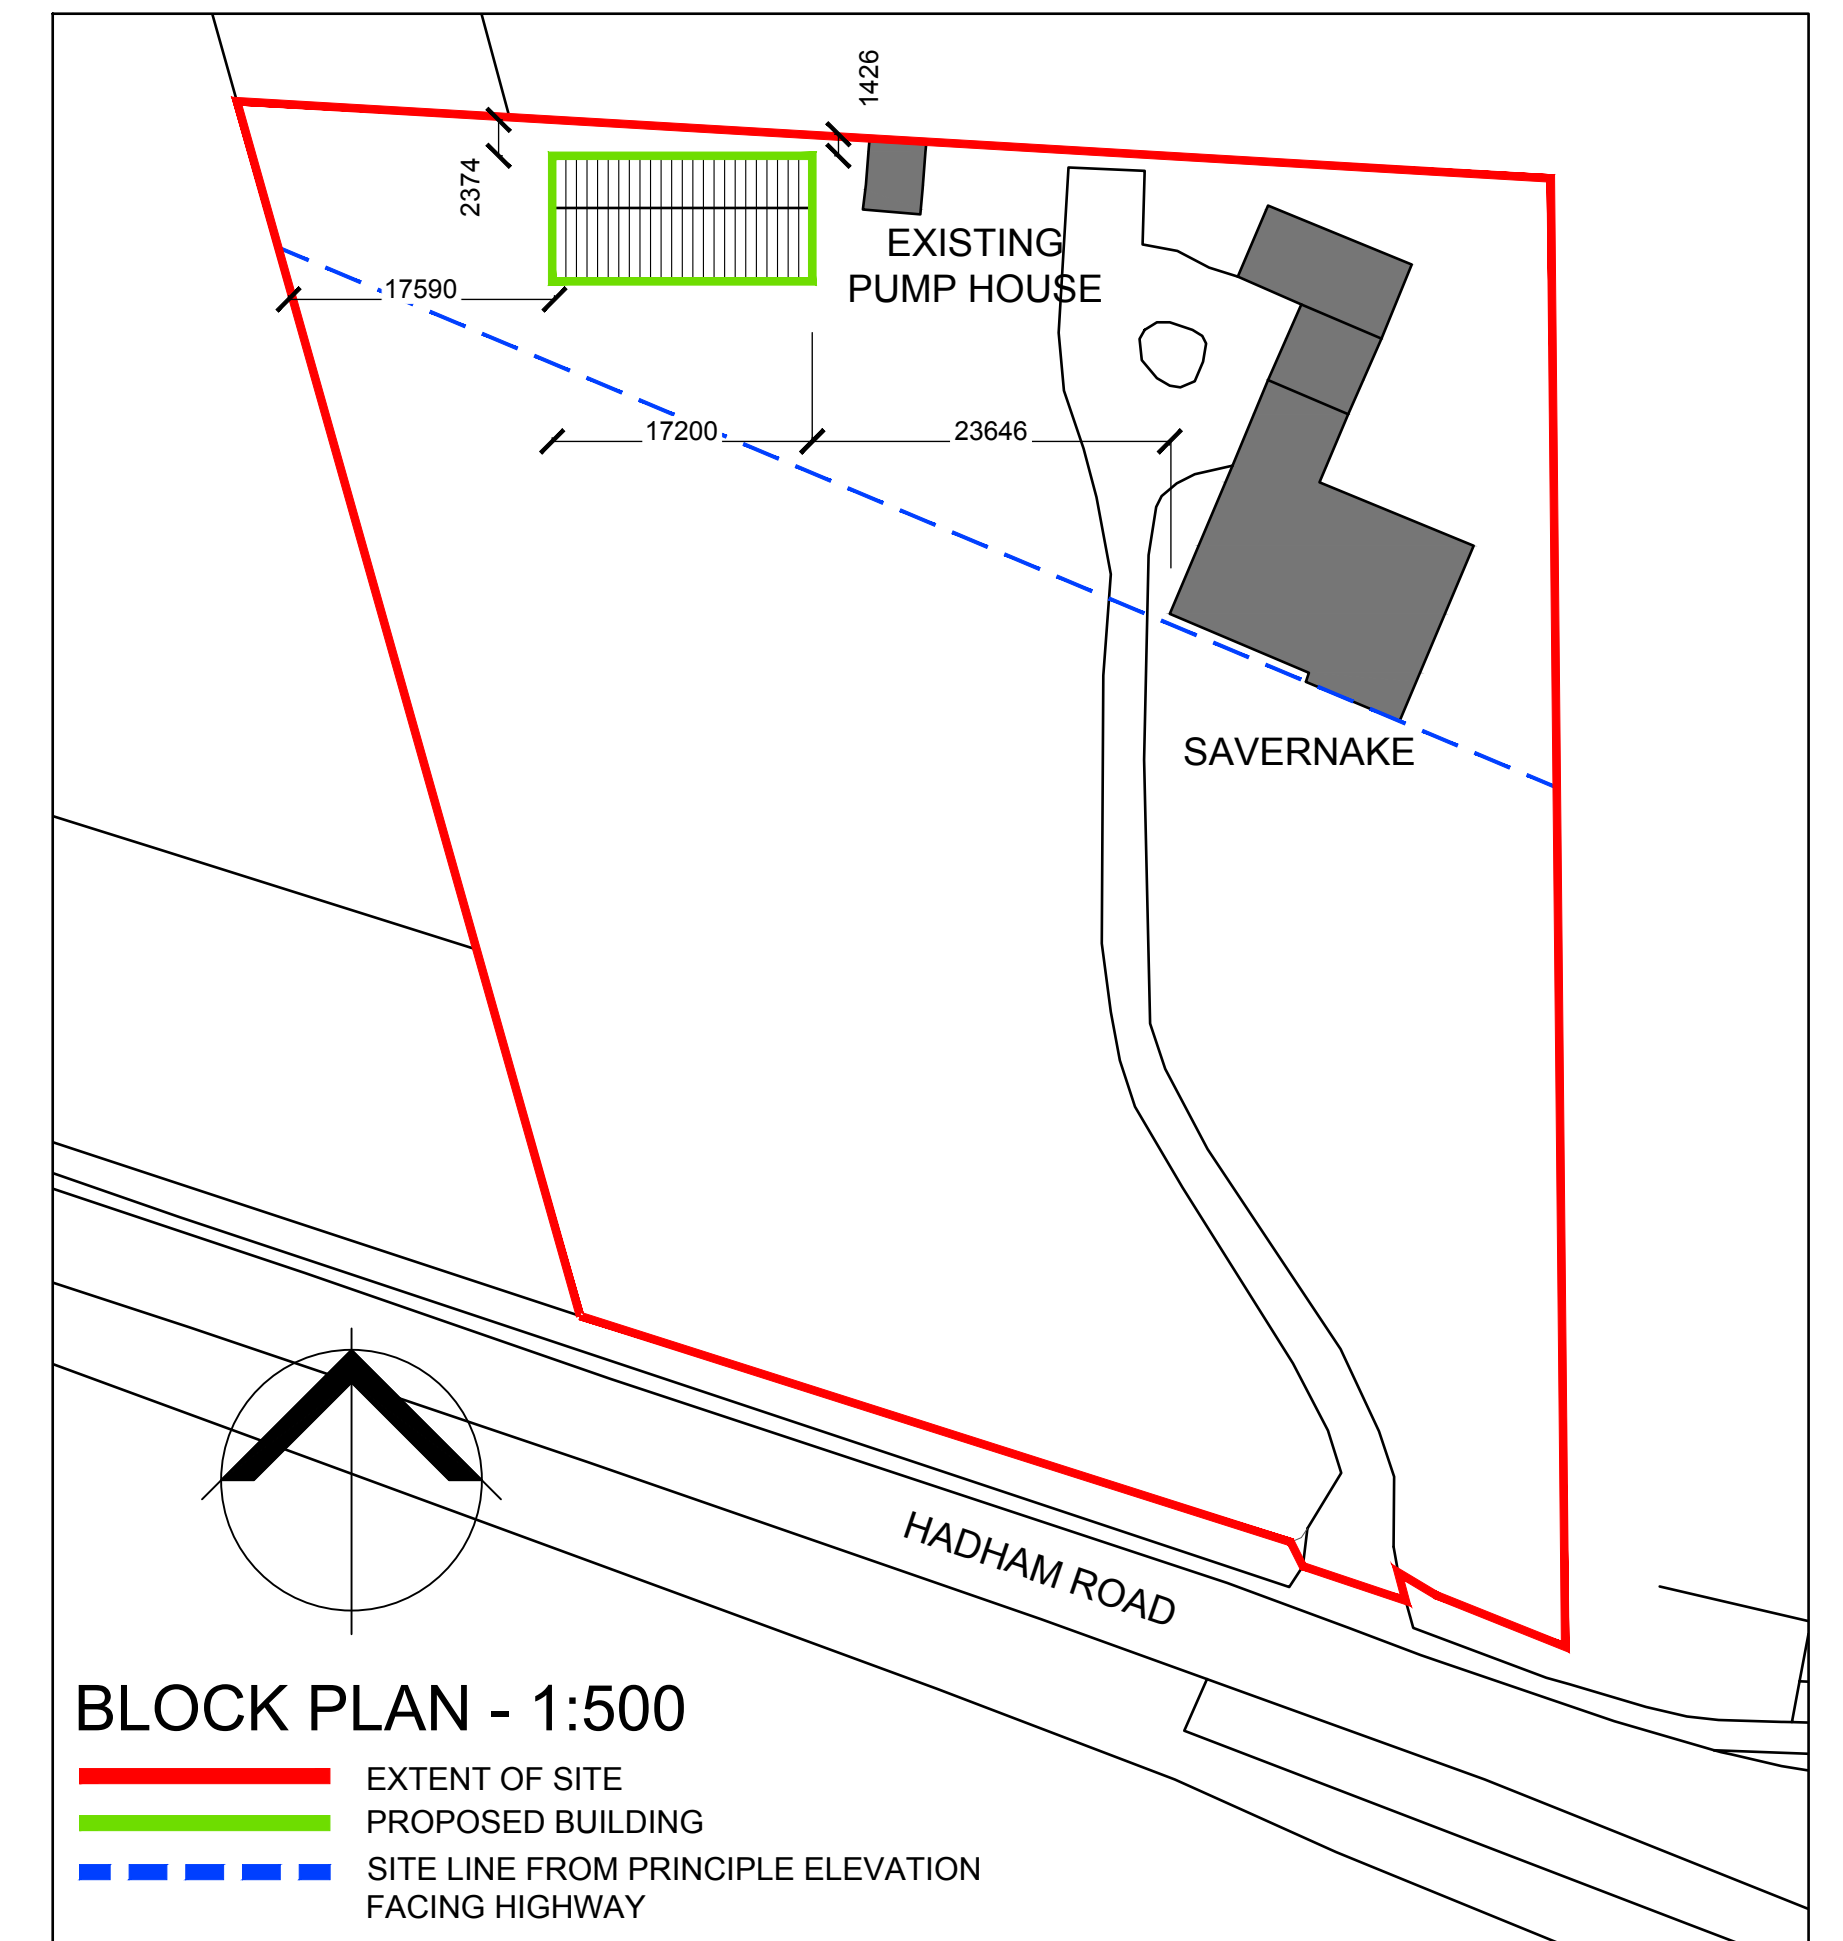 1426
2374
EXISTING
PUMP HOUSE
17590
17200
23646
SAVERNAKE
HADHAM ROAD
BLOCK PLAN - 1:500
EXTENT OF SITE
PROPOSED BUILDING
SITE LINE FROM PRINCIPLE ELEVATION
FACING HIGHWAY